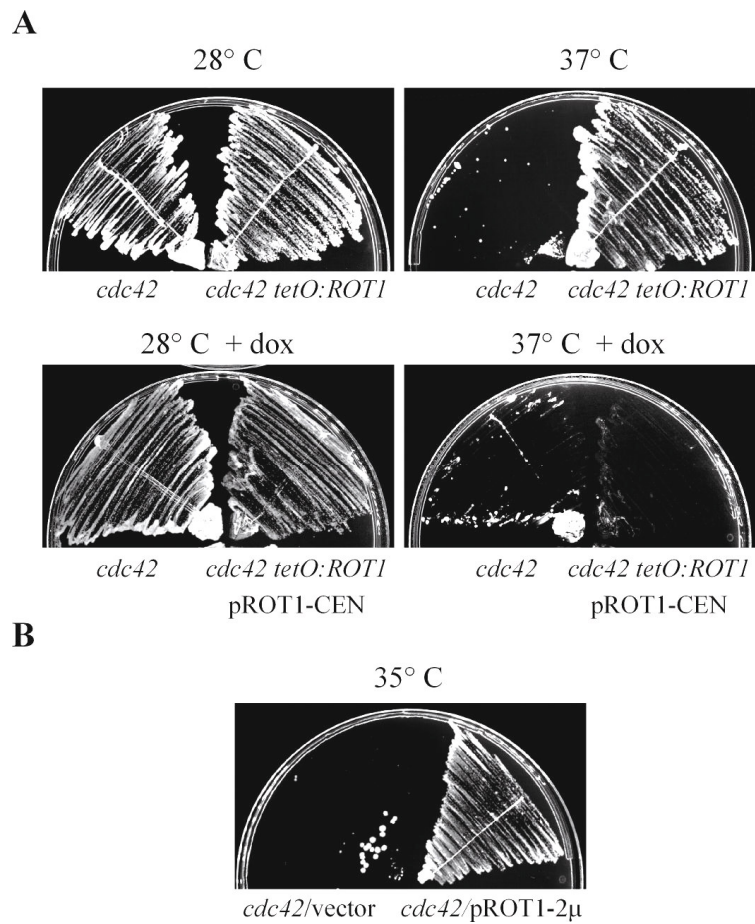 A
28° C 37° C
cdc42 cdc42 tetO:ROT1 cdc42 cdc42 tetO:ROT1
28° C + dox 37° C + dox
cdc42 cdc42 tetO:ROT1 cdc42 cdc42 tetO:ROT1
pROT1-CEN pROT1-CEN
B
35° C
cdc42/vector cdc42/pROT1-2µ